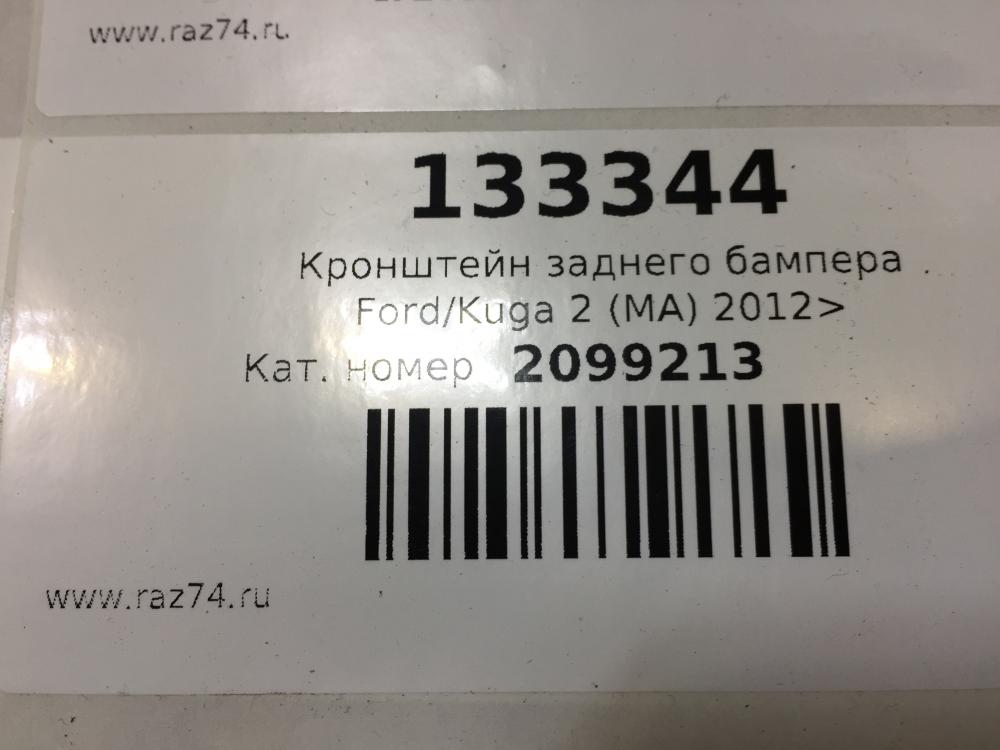 www.raz74.ru
133344
Кронштейн заднего бампера .
Ford/Kuga 2 (MA) 2012>
Кат. номер 2099213
www.raz74.ru